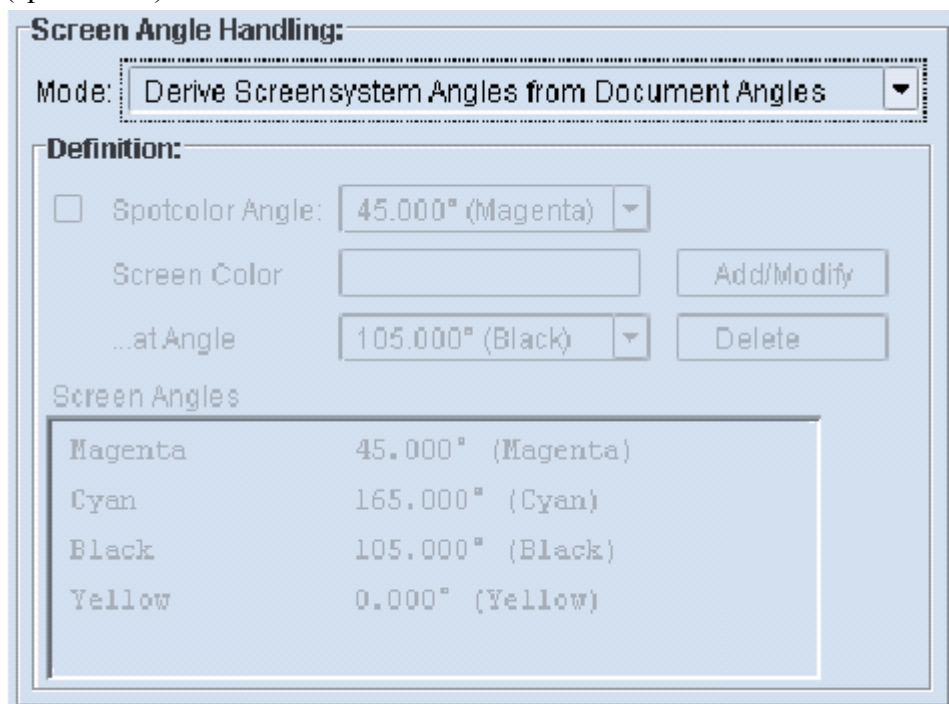 Screen Angle Handling:
Mode: Derive Screensystem Angles from Document Angles
Definition:
Spotcolor Angle: 45.000° (Magenta)
Screen Color Add/Modify
...at Angle 105.000° (Black) Delete
Screen Angles
Magenta 45.000° (Magenta)
Cyan 165.000° (Cyan)
Black 105.000° (Black)
Yellow 0.000° (Yellow)